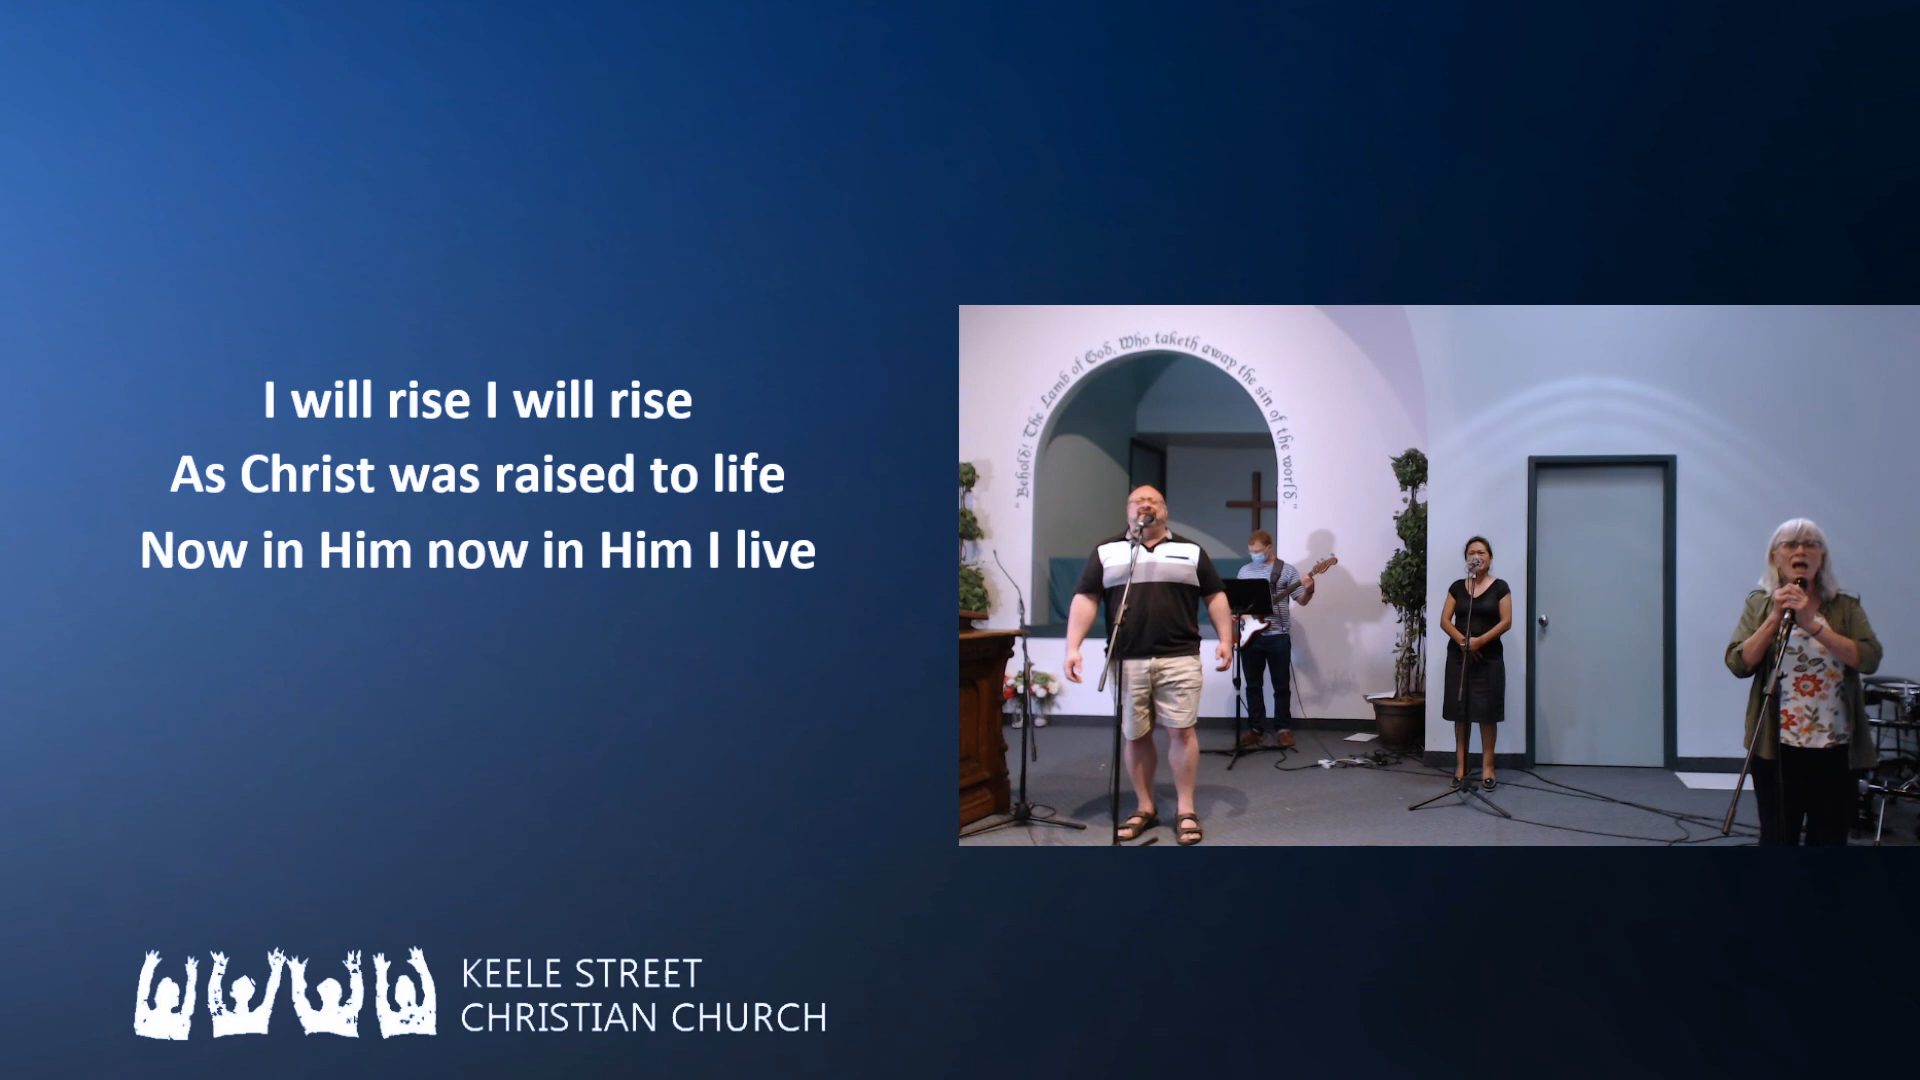 I will rise I will rise
As Christ was raised to life
Now in Him now in Him I live
"Behold! The Lamb of God, Who taketh away the sin of the world."
KEELE STREET
CHRISTIAN CHURCH